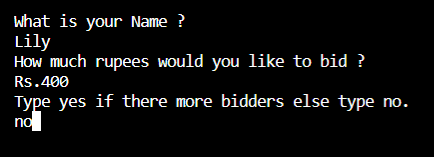 What is your Name ?
Lily
How much rupees would you like to bid ?
Rs.400
Type yes if there more bidders else type no.
no